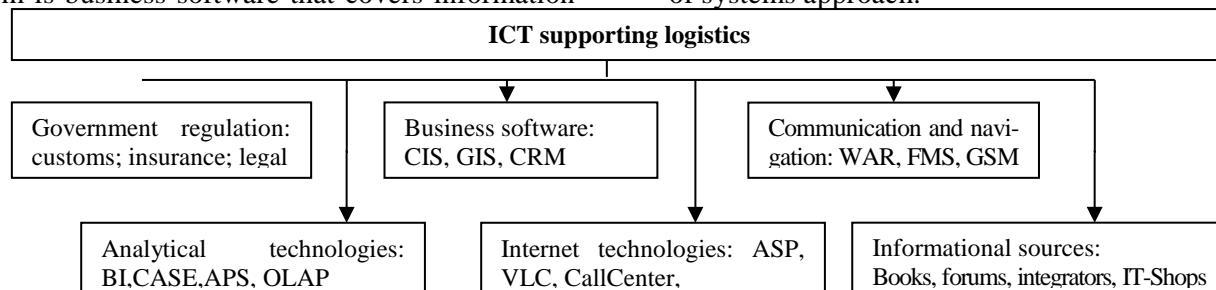 is business software that covers information
of systems approach.
ICT supporting logistics
Government regulation:
customs; insurance; legal
Business software:
CIS, GIS, CRM
Communication and navi-
gation: WAR, FMS, GSM
Analytical technologies:
BI,CASE,APS, OLAP
Internet technologies: ASP,
VLC, CallCenter,
Informational sources:
Books, forums, integrators, IT-Shops